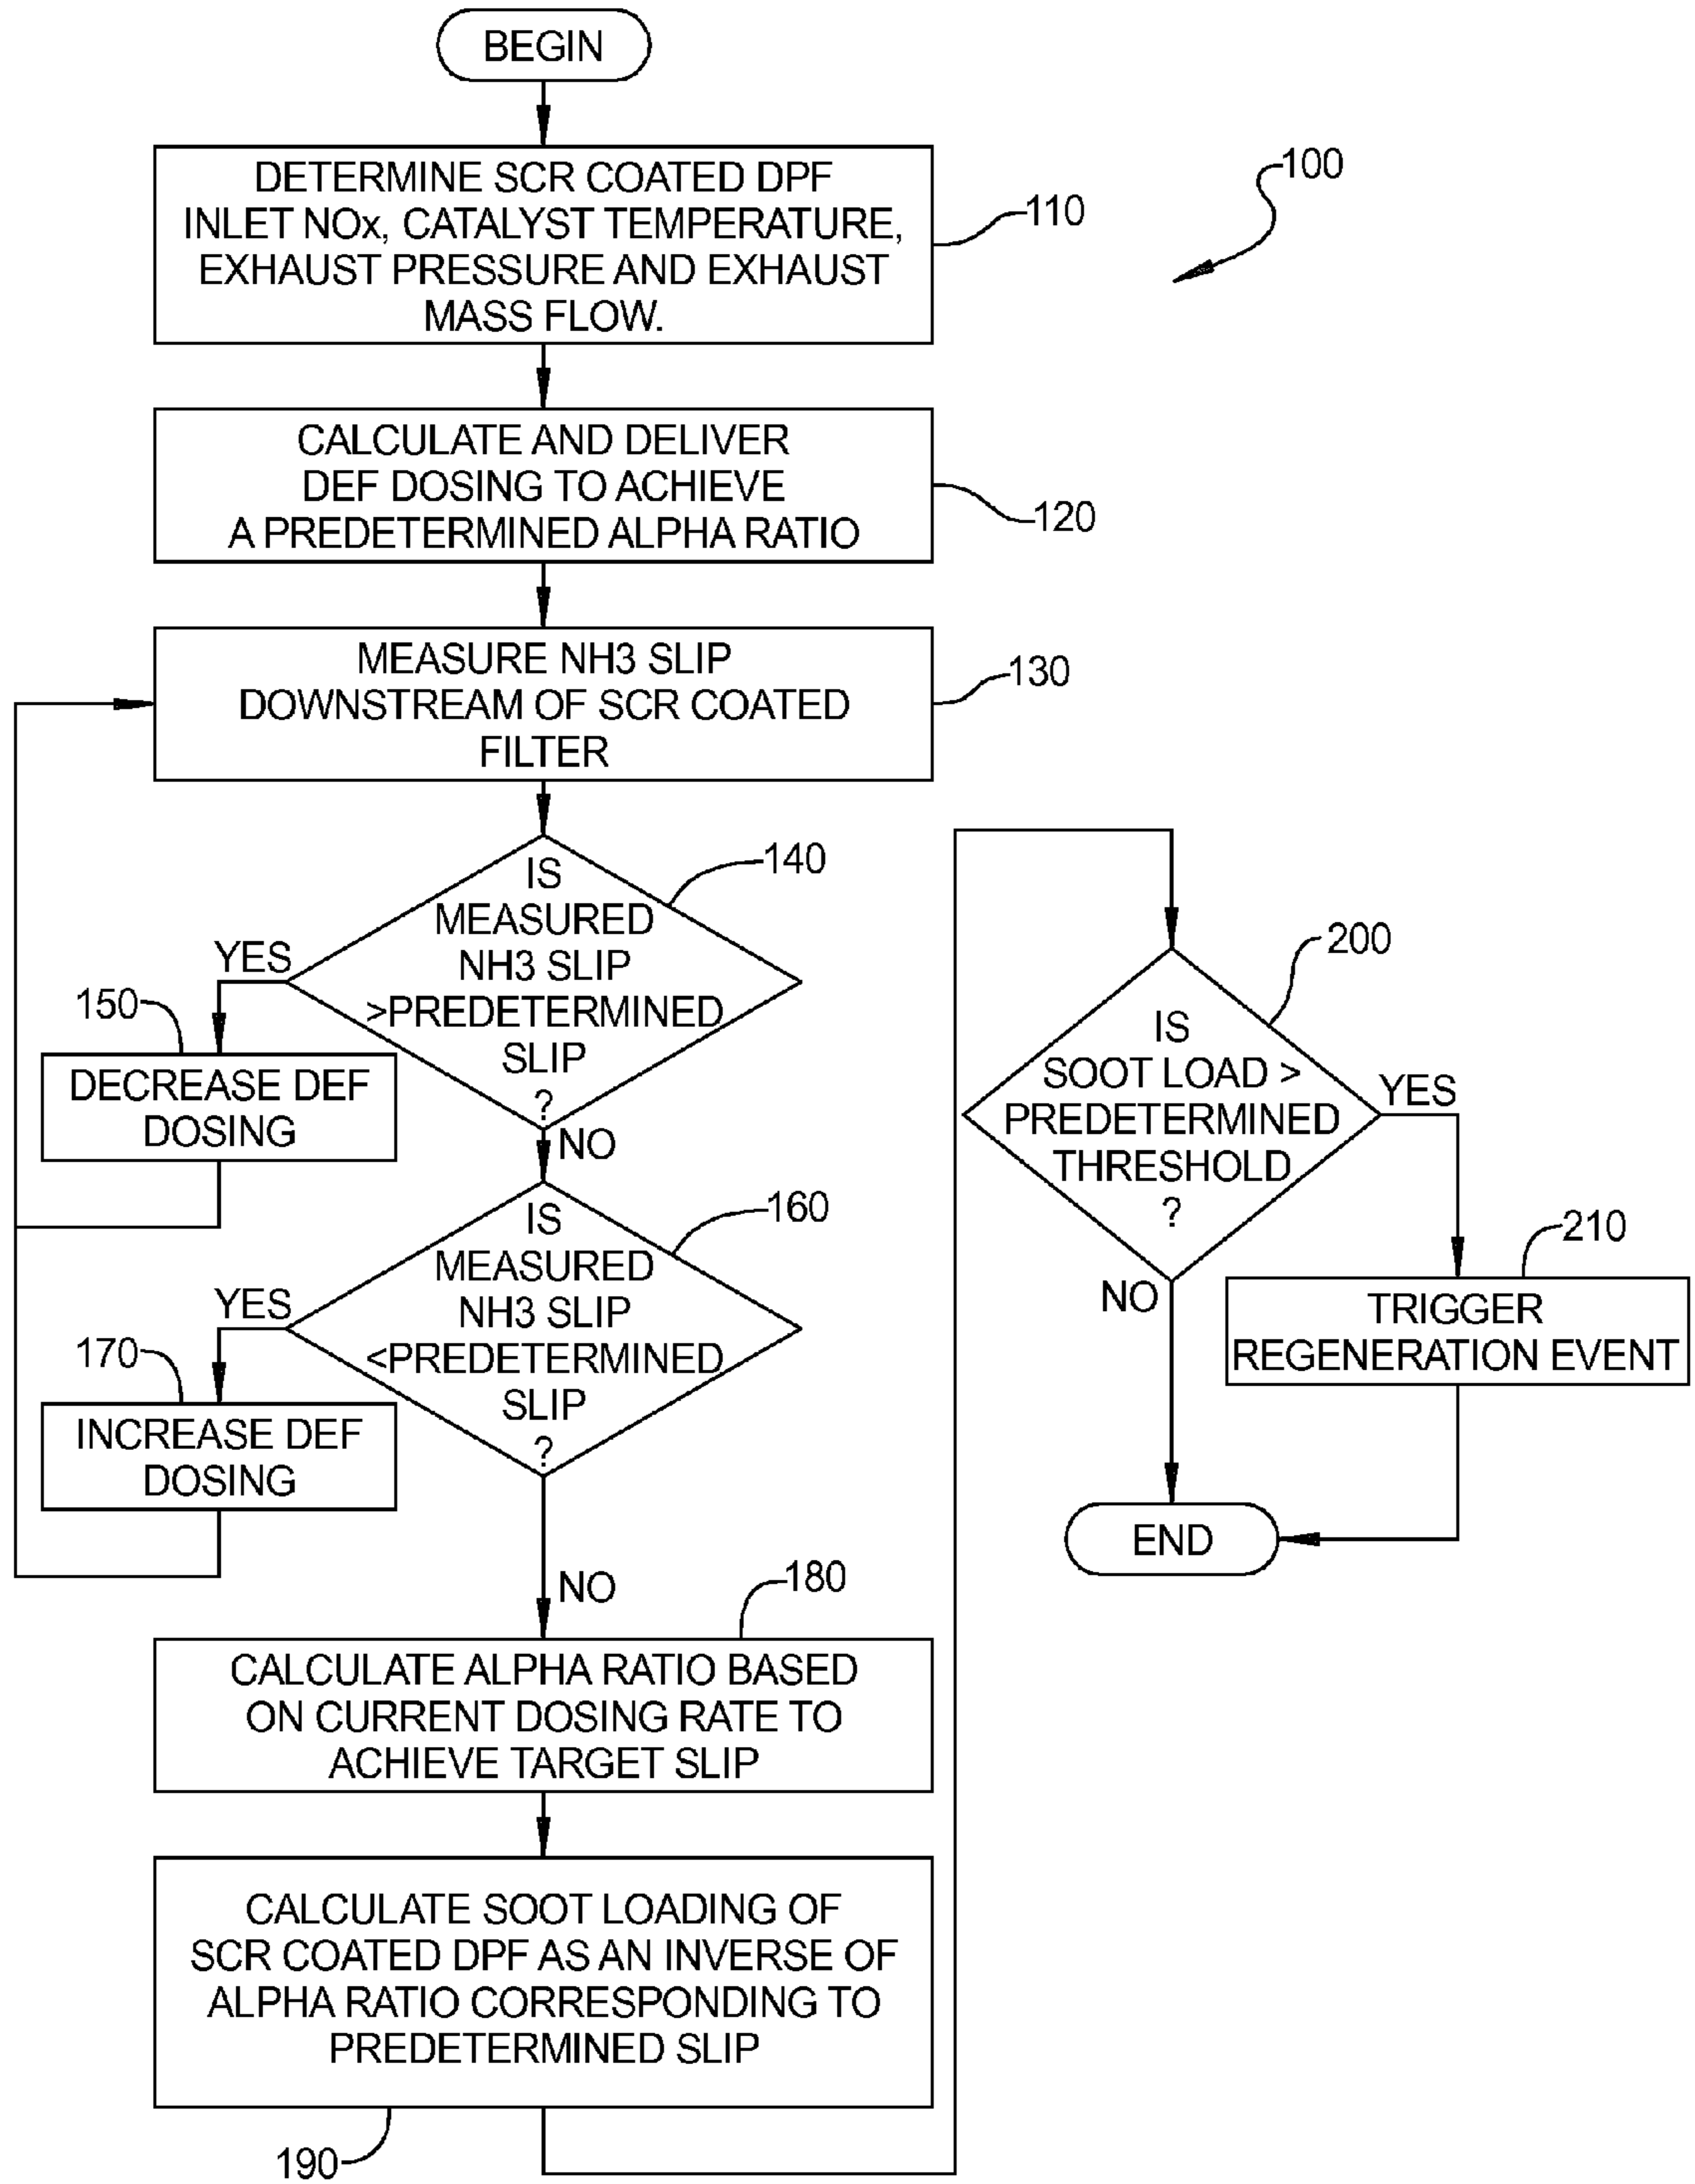 BEGIN
100
DETERMINE SCR COATED DPF
INLET NOx, CATALYST TEMPERATURE,
EXHAUST PRESSURE AND EXHAUST
MASS FLOW.
110
CALCULATE AND DELIVER
DEF DOSING TO ACHIEVE
A PREDETERMINED ALPHA RATIO
120
MEASURE NH3 SLIP
DOWNSTREAM OF SCR COATED
FILTER
130
IS
MEASURED
NH3 SLIP
>PREDETERMINED
SLIP
?
140
YES
150
DECREASE DEF
DOSING
NO
IS
MEASURED
NH3 SLIP
<PREDETERMINED
SLIP
?
160
YES
170
INCREASE DEF
DOSING
NO
180
CALCULATE ALPHA RATIO BASED
ON CURRENT DOSING RATE TO
ACHIEVE TARGET SLIP
CALCULATE SOOT LOADING OF
SCR COATED DPF AS AN INVERSE OF
ALPHA RATIO CORRESPONDING TO
PREDETERMINED SLIP
190
200
IS
SOOT LOAD >
PREDETERMINED
THRESHOLD
?
YES
210
TRIGGER
REGENERATION EVENT
NO
END